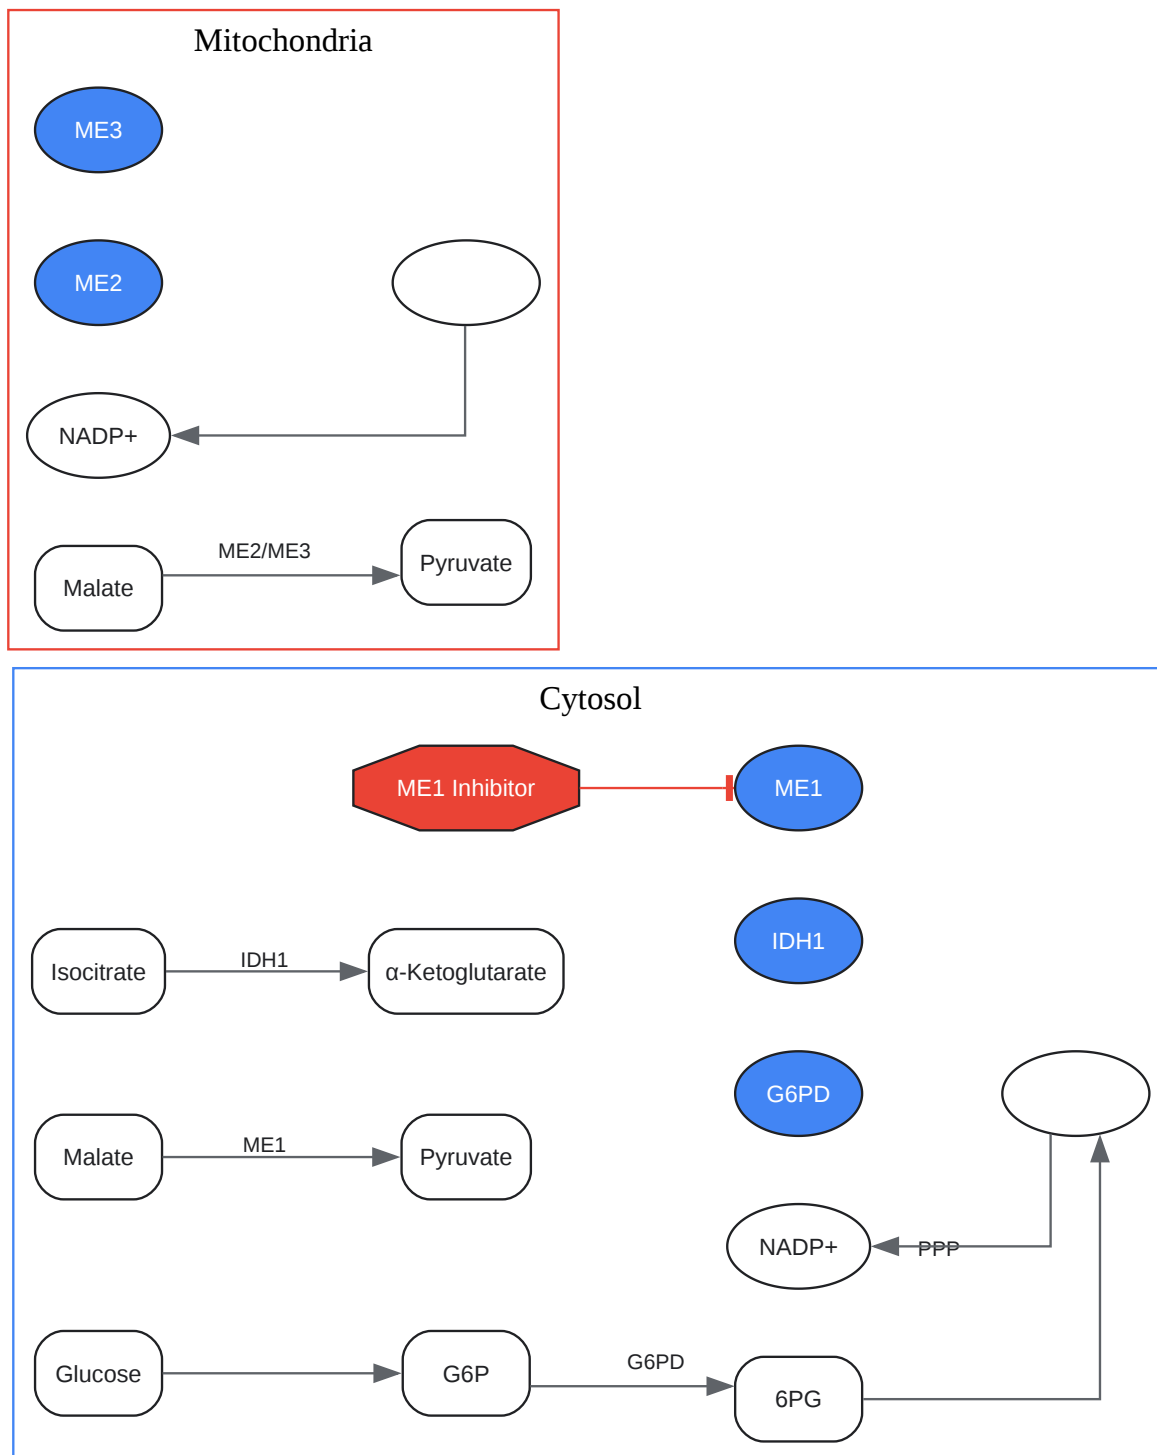 Mitochondria
ME3
ME2
NADP+
ME2/ME3
Malate
Pyruvate
Cytosol
ME1 Inhibitor
ME1
IDH1
Isocitrate
IDH1
α-Ketoglutarate
G6PD
Malate
ME1
Pyruvate
NADP+
PPP
Glucose
G6P
G6PD
6PG